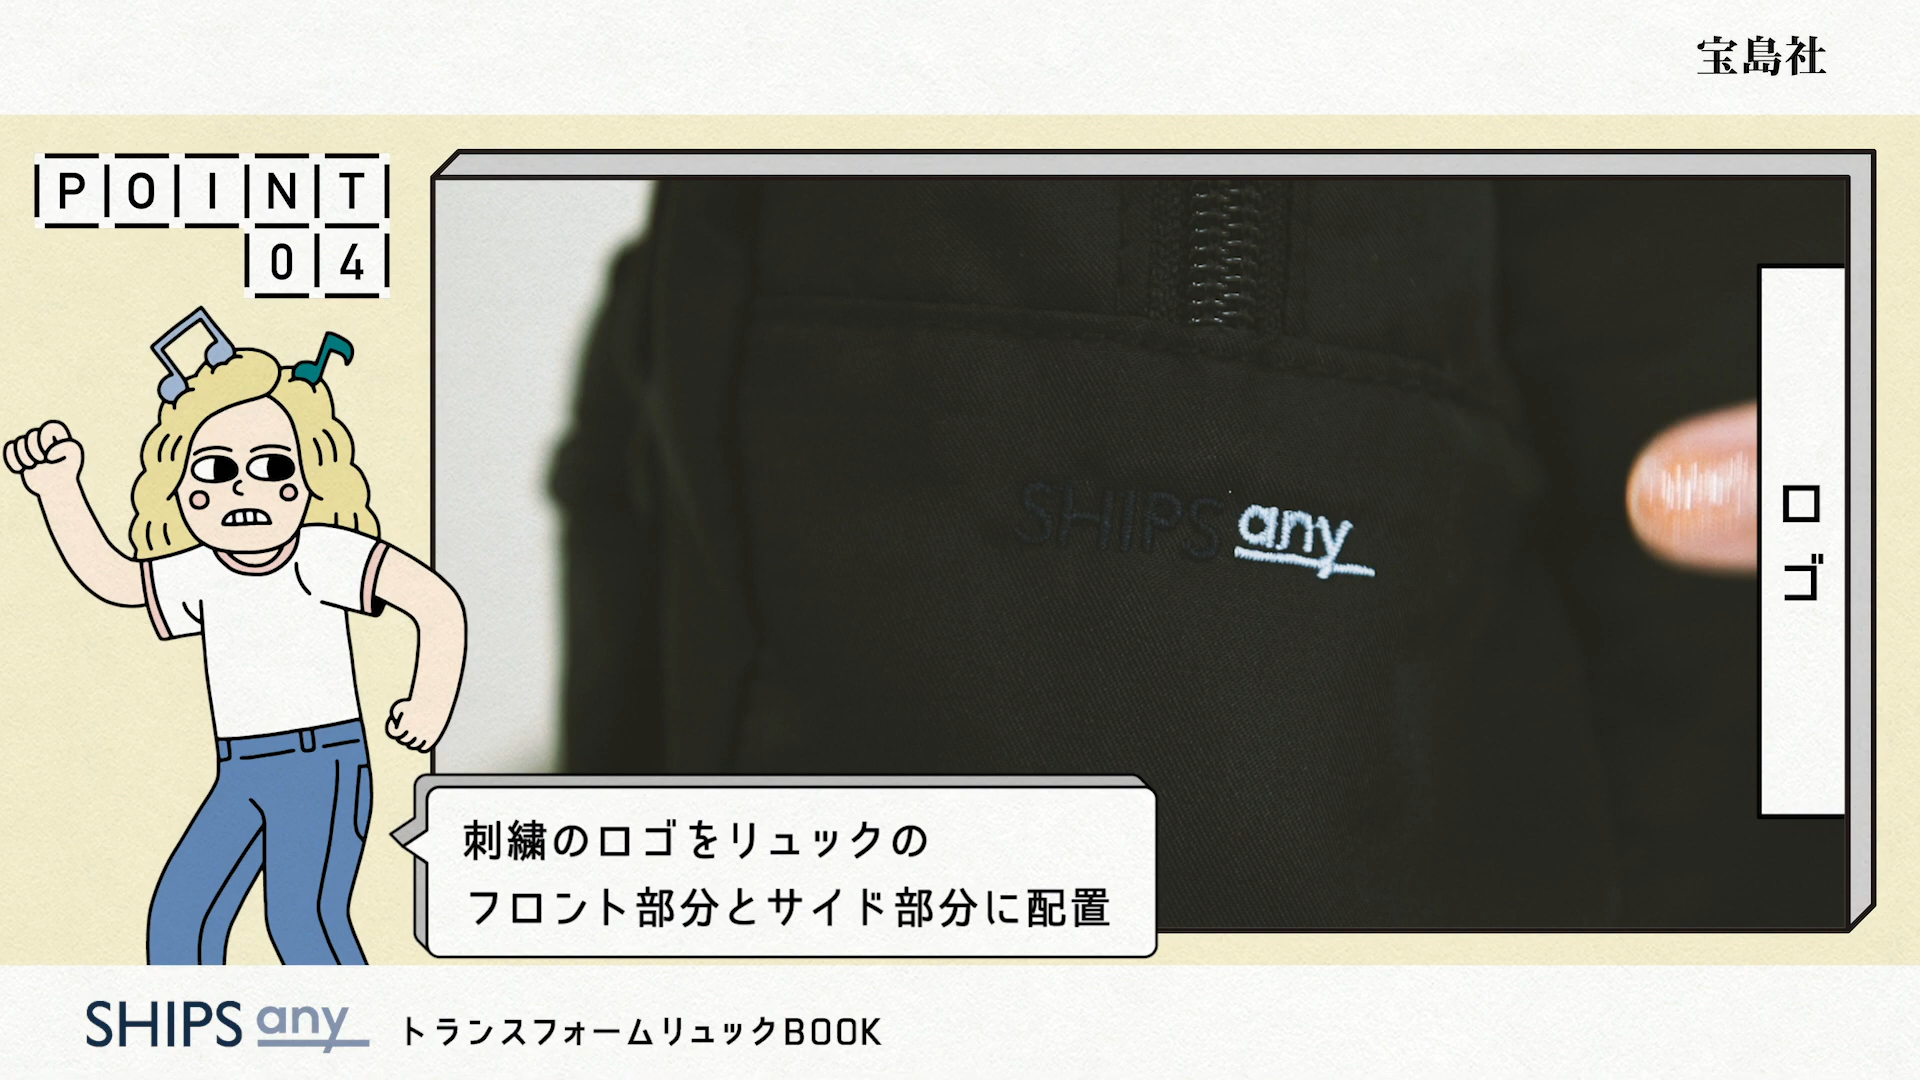 宝島社
POINT
04
SHIPS any
ロゴ
刺繍のロゴをリュックの
フロント部分とサイド部分に配置
SHIPS any トランスフォームリュックBOOK